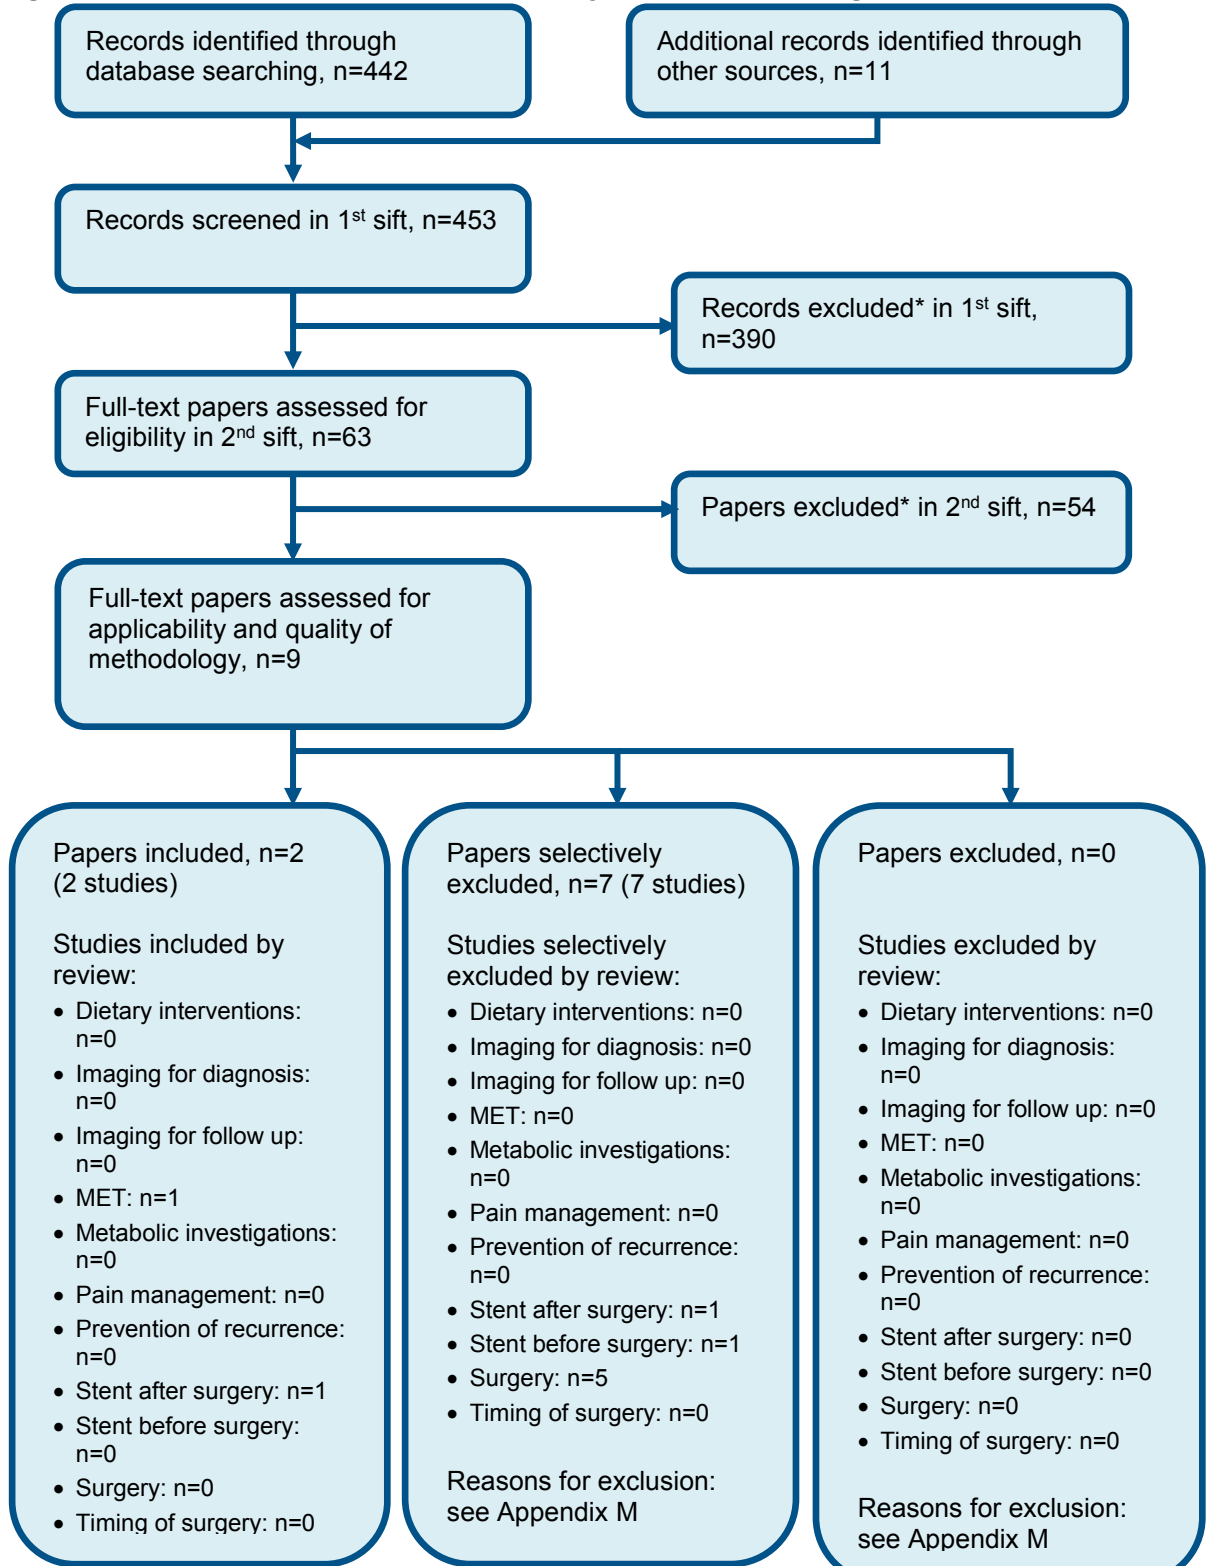 Records identified through
database searching, n=442
Additional records identified through
other sources, n=11
Records screened in 1st sift, n=453
Records excluded* in 1st sift,
n=390
Full-text papers assessed for
eligibility in 2nd sift, n=63
Papers excluded* in 2nd sift, n=54
Full-text papers assessed for
applicability and quality of
methodology, n=9
Papers included, n=2
(2 studies)
Studies included by
review:
• Dietary interventions:
n=0
• Imaging for diagnosis:
n=0
• Imaging for follow up:
n=0
• MET: n=1
• Metabolic investigations:
n=0
• Pain management: n=0
• Prevention of recurrence:
n=0
• Stent after surgery: n=1
• Stent before surgery:
n=0
• Surgery: n=0
• Timing of surgery: n=0
Papers selectively
excluded, n=7 (7 studies)
Studies selectively
excluded by review:
• Dietary interventions: n=0
• Imaging for diagnosis: n=0
• Imaging for follow up: n=0
• MET: n=0
• Metabolic investigations:
n=0
• Pain management: n=0
• Prevention of recurrence:
n=0
• Stent after surgery: n=1
• Stent before surgery: n=1
• Surgery: n=5
• Timing of surgery: n=0
Reasons for exclusion:
see Appendix M
Papers excluded, n=0
Studies excluded by
review:
• Dietary interventions: n=0
• Imaging for diagnosis:
n=0
• Imaging for follow up: n=0
• MET: n=0
• Metabolic investigations:
n=0
• Pain management: n=0
• Prevention of recurrence:
n=0
• Stent after surgery: n=0
• Stent before surgery: n=0
• Surgery: n=0
• Timing of surgery: n=0
Reasons for exclusion:
see Appendix M